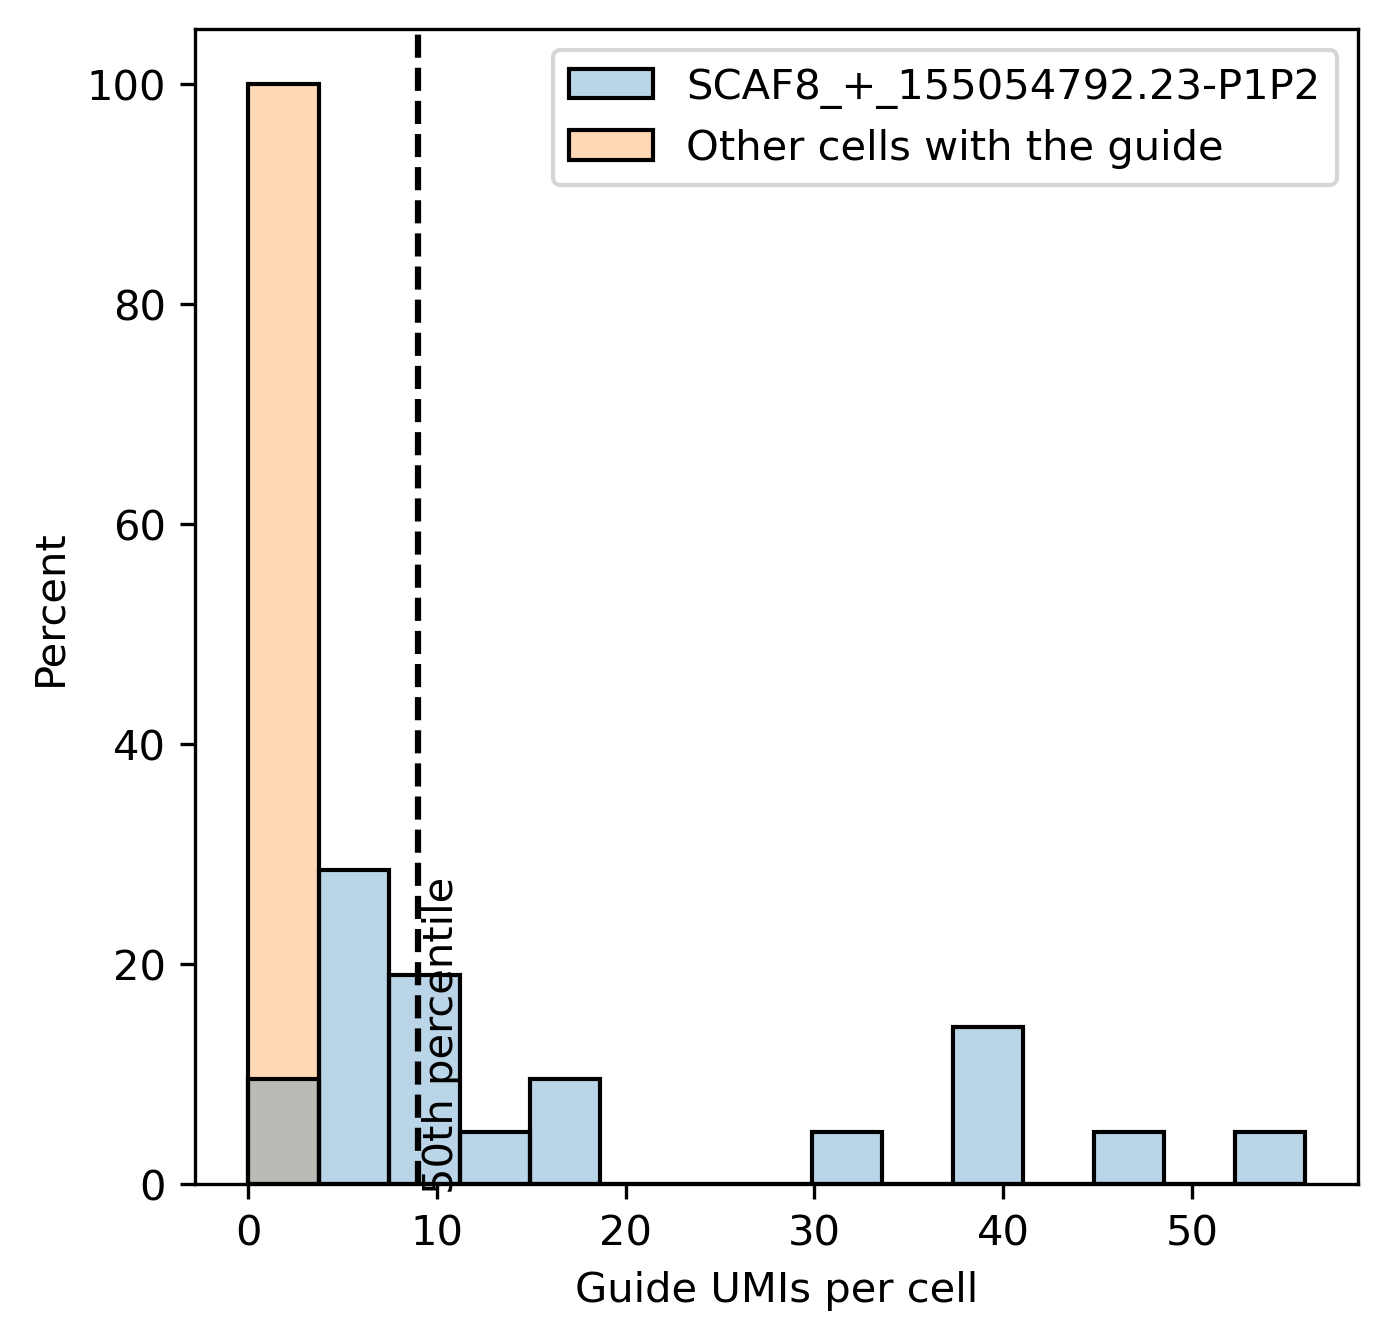 SCAF8_+_155054792.23-P1P2
Other cells with the guide
100
80
60
40
20
0
Percent
50th percentile
0 10 20 30 40 50
Guide UMIs per cell